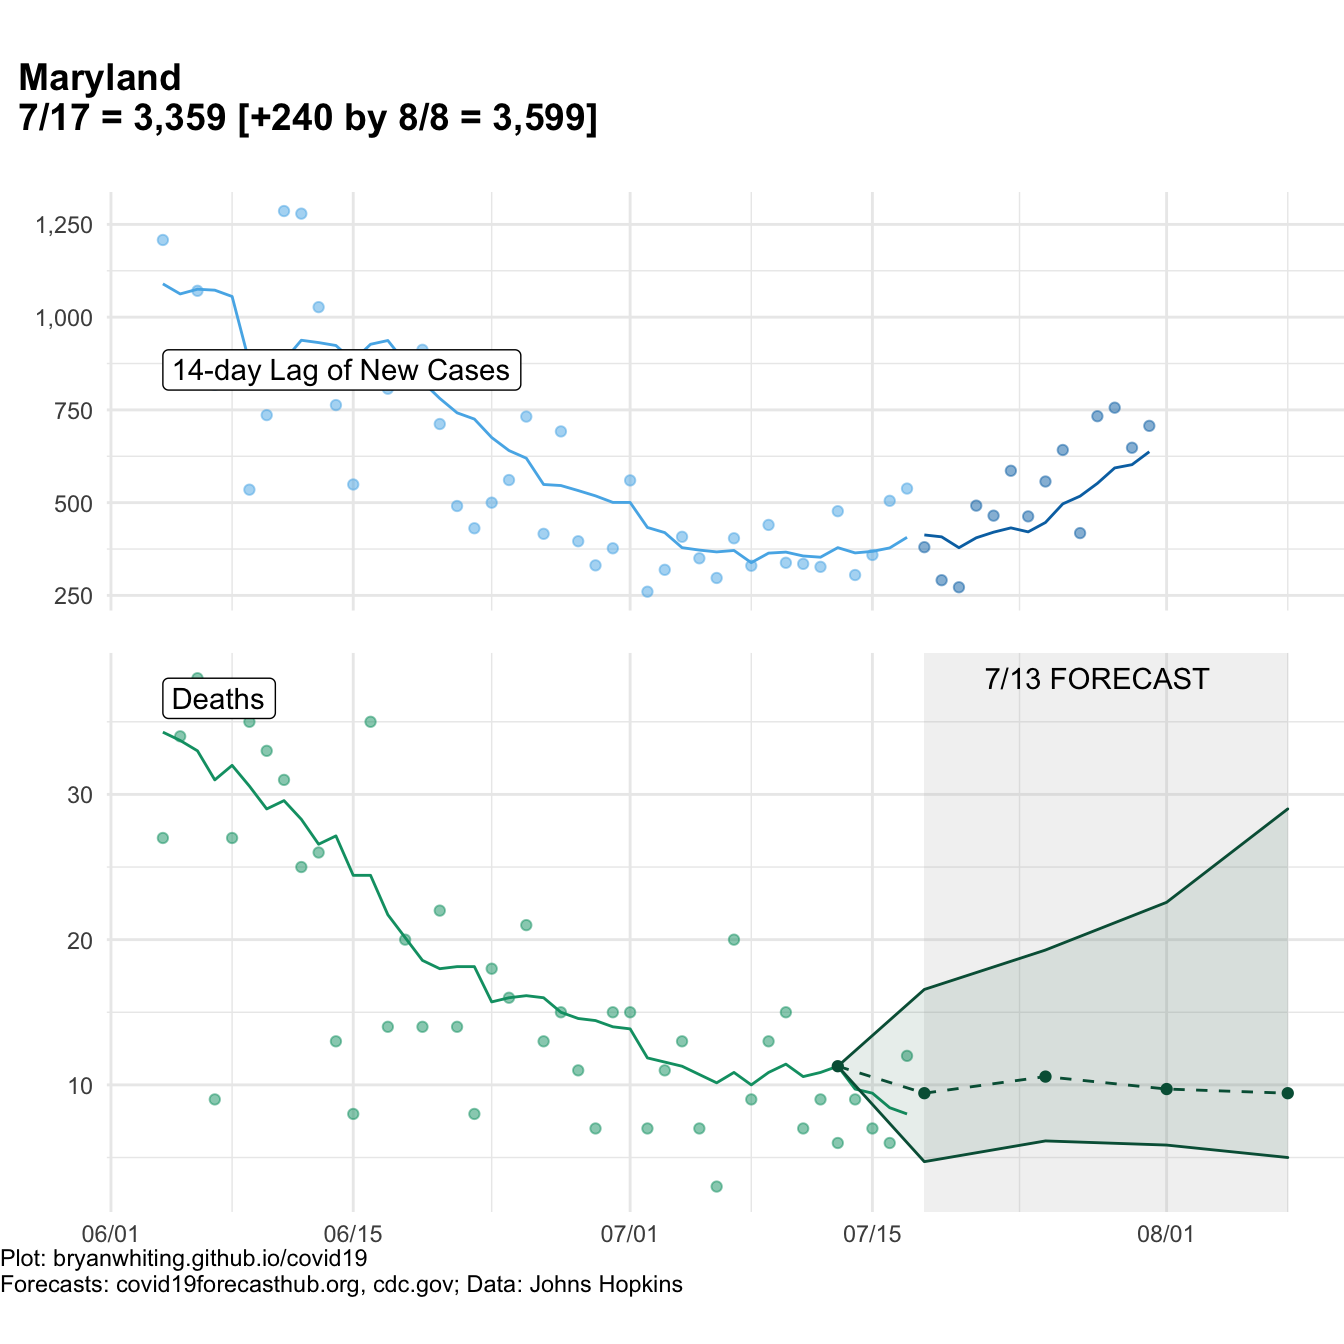 Maryland
7/17 = 3,359 [+240 by 8/8 = 3,599]
1,250
1,000
750
500
250
14-day Lag of New Cases
Deaths
7/13 FORECAST
30
20
10
06/01 06/15 07/01 07/15 08/01
Plot: bryanwhiting.github.io/covid19
Forecasts: covid19forecasthub.org, cdc.gov; Data: Johns Hopkins